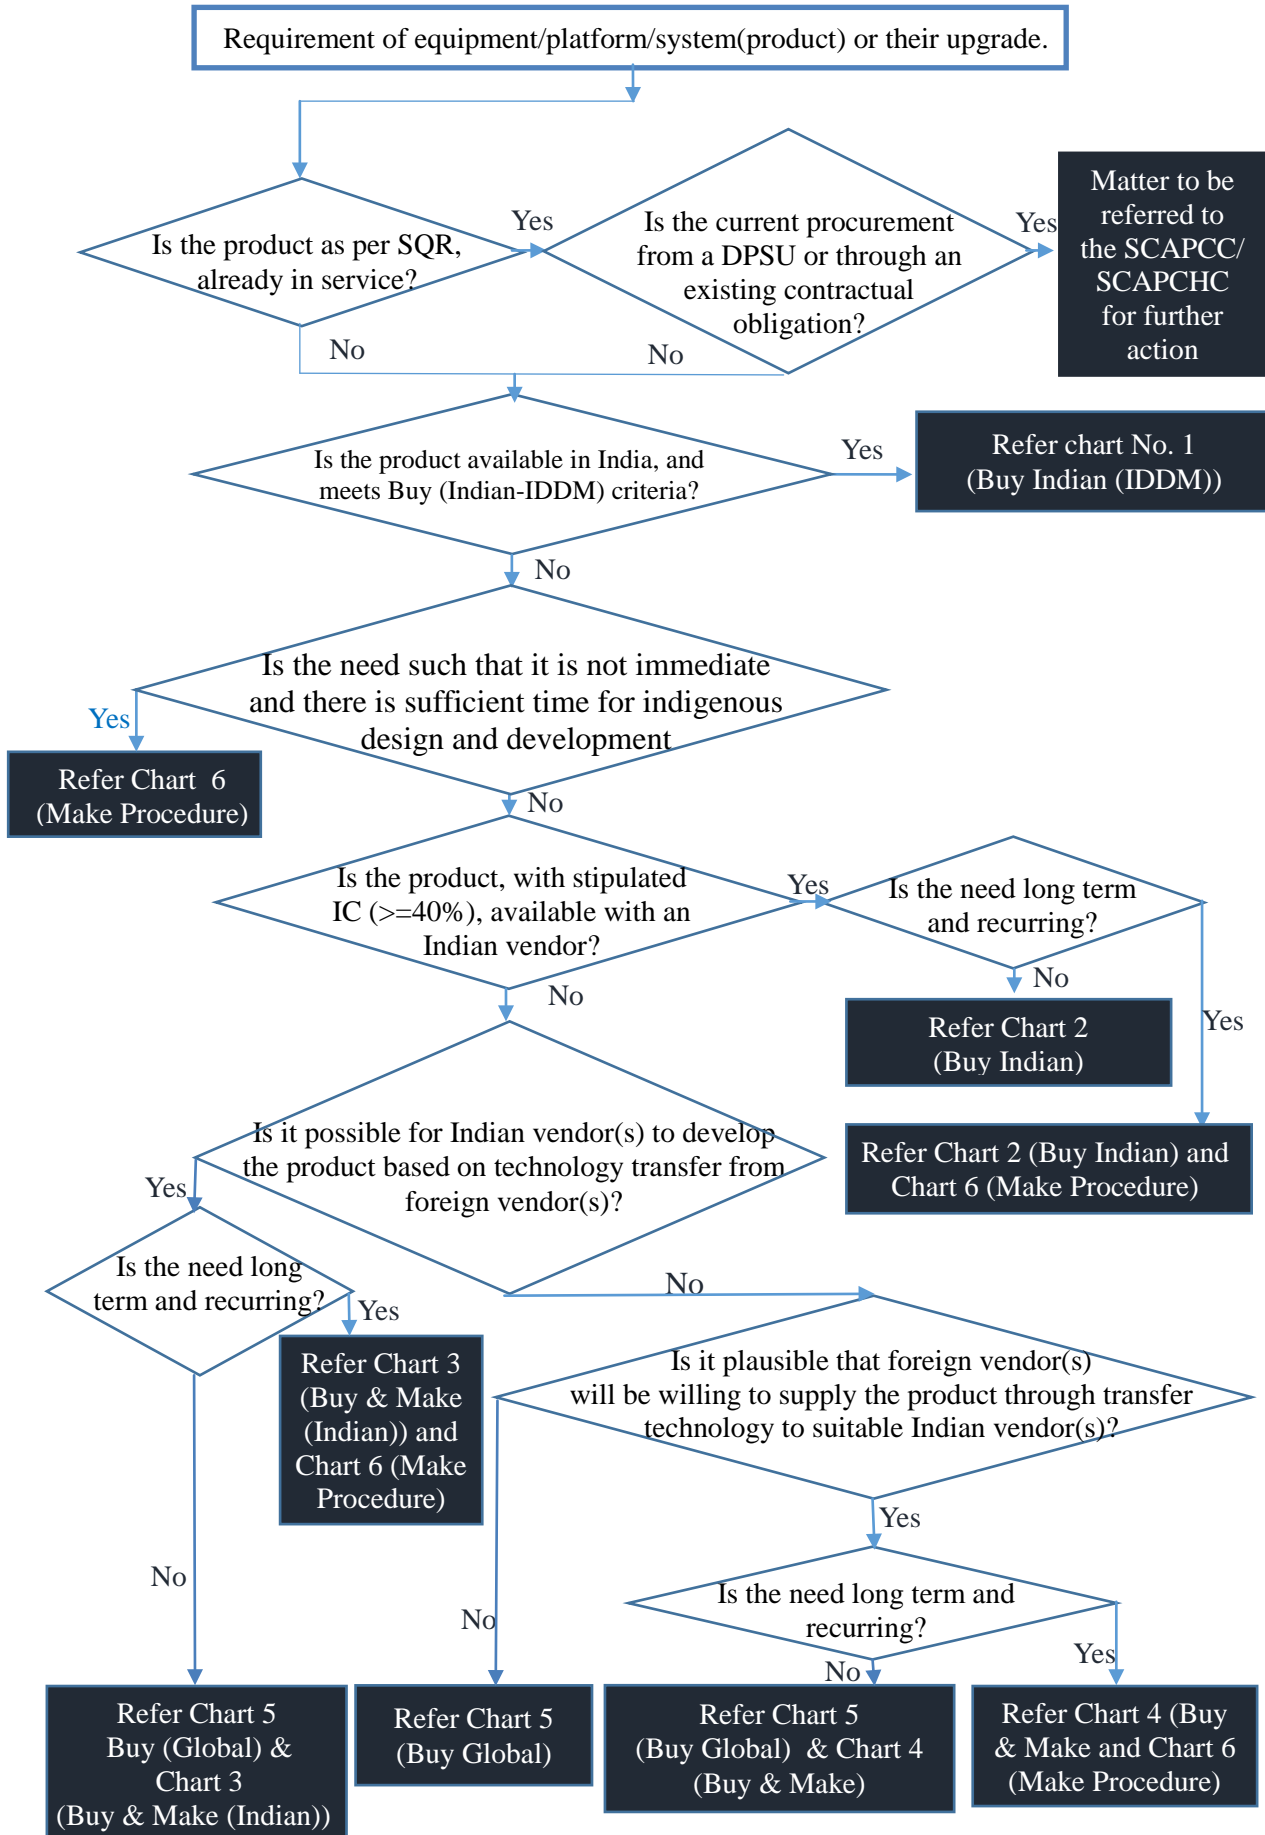 Requirement of equipment/platform/system(product) or their upgrade.
Is the product as per SQR,
already in service?
Yes
Is the current procurement
from a DPSU or through an
existing contractual
obligation?
Yes
Matter to be
referred to
the SCAPCC/
SCAPCHC
for further
action
No
No
Is the product available in India, and
meets Buy (Indian-IDDM) criteria?
Yes
Refer chart No. 1
(Buy Indian (IDDM))
No
Is the need such that it is not immediate
and there is sufficient time for indigenous
design and development
Yes
Refer Chart 6
(Make Procedure)
No
Is the product, with stipulated
IC (>=40%), available with an
Indian vendor?
Yes
Is the need long term
and recurring?
No
Refer Chart 2
(Buy Indian)
Yes
Refer Chart 2 (Buy Indian) and
Chart 6 (Make Procedure)
No
Is it possible for Indian vendor(s) to develop
the product based on technology transfer from
foreign vendor(s)?
Yes
Is the need long
term and recurring?
Yes
Refer Chart 3
(Buy & Make
(Indian)) and
Chart 6 (Make
Procedure)
No
Is it plausible that foreign vendor(s)
will be willing to supply the product through transfer
technology to suitable Indian vendor(s)?
Yes
Is the need long term and
recurring?
No
No
No
Yes
Refer Chart 5
Buy (Global) &
Chart 3
(Buy & Make (Indian))
Refer Chart 5
(Buy Global)
Refer Chart 5
(Buy Global) & Chart 4
(Buy & Make)
Refer Chart 4 (Buy
& Make and Chart 6
(Make Procedure)